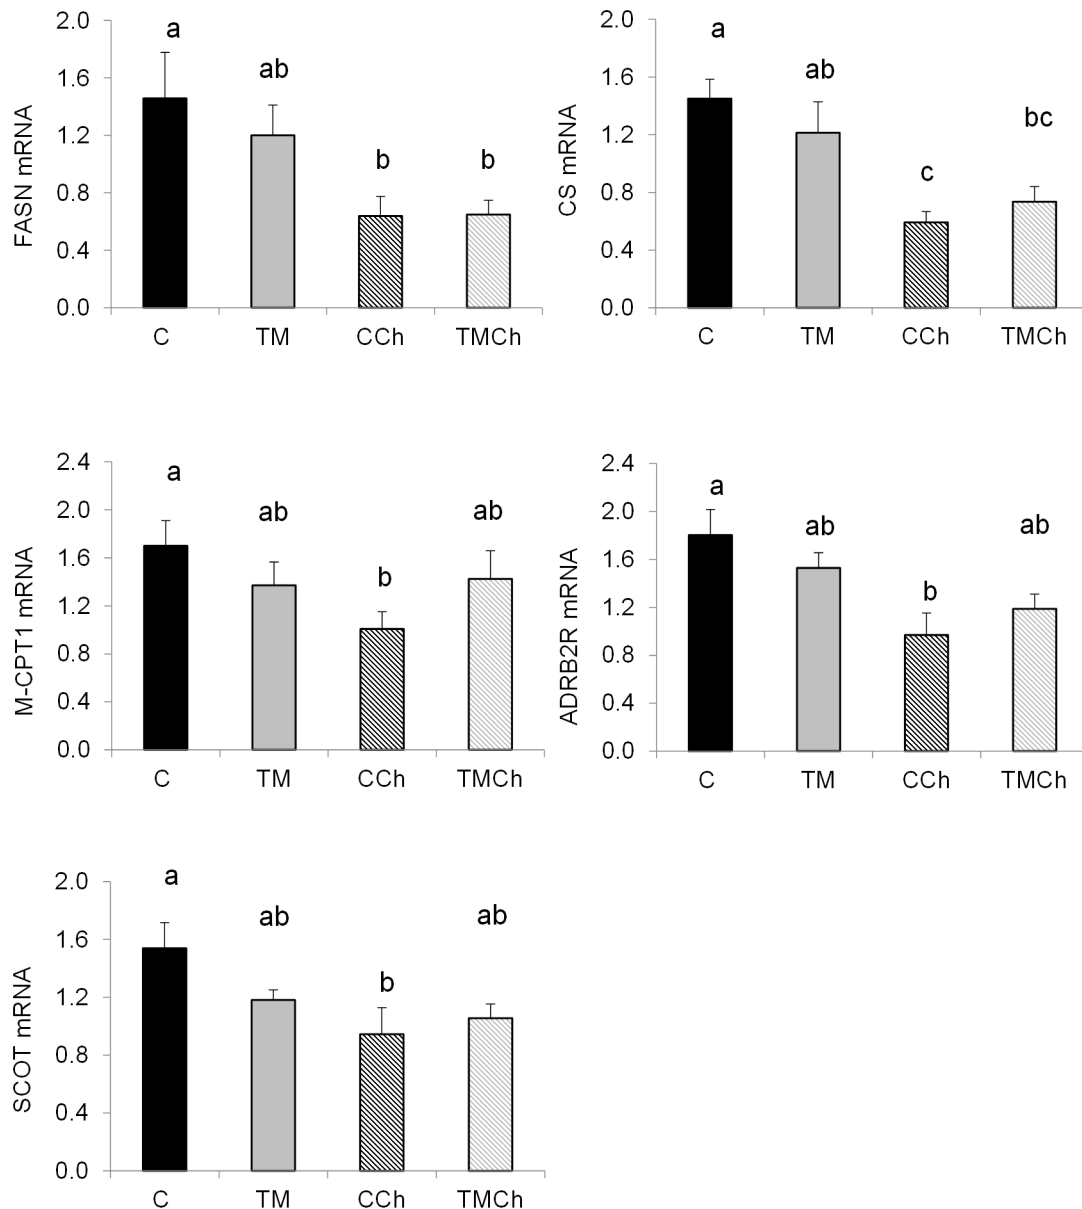 FASN mRNA
2.0
1.6
1.2
0.8
0.4
0.0
a
ab
b
b
C TM CCh TMCh
CS mRNA
2.0
1.6
1.2
0.8
0.4
0.0
a
ab
c
bc
C TM CCh TMCh
M-CPT1 mRNA
2.4
2.0
1.6
1.2
0.8
0.4
0.0
a
ab
b
ab
C TM CCh TMCh
ADRB2R mRNA
2.4
2.0
1.6
1.2
0.8
0.4
0.0
a
ab
b
ab
C TM CCh TMCh
SCOT mRNA
2.0
1.6
1.2
0.8
0.4
0.0
a
ab
b
ab
C TM CCh TMCh